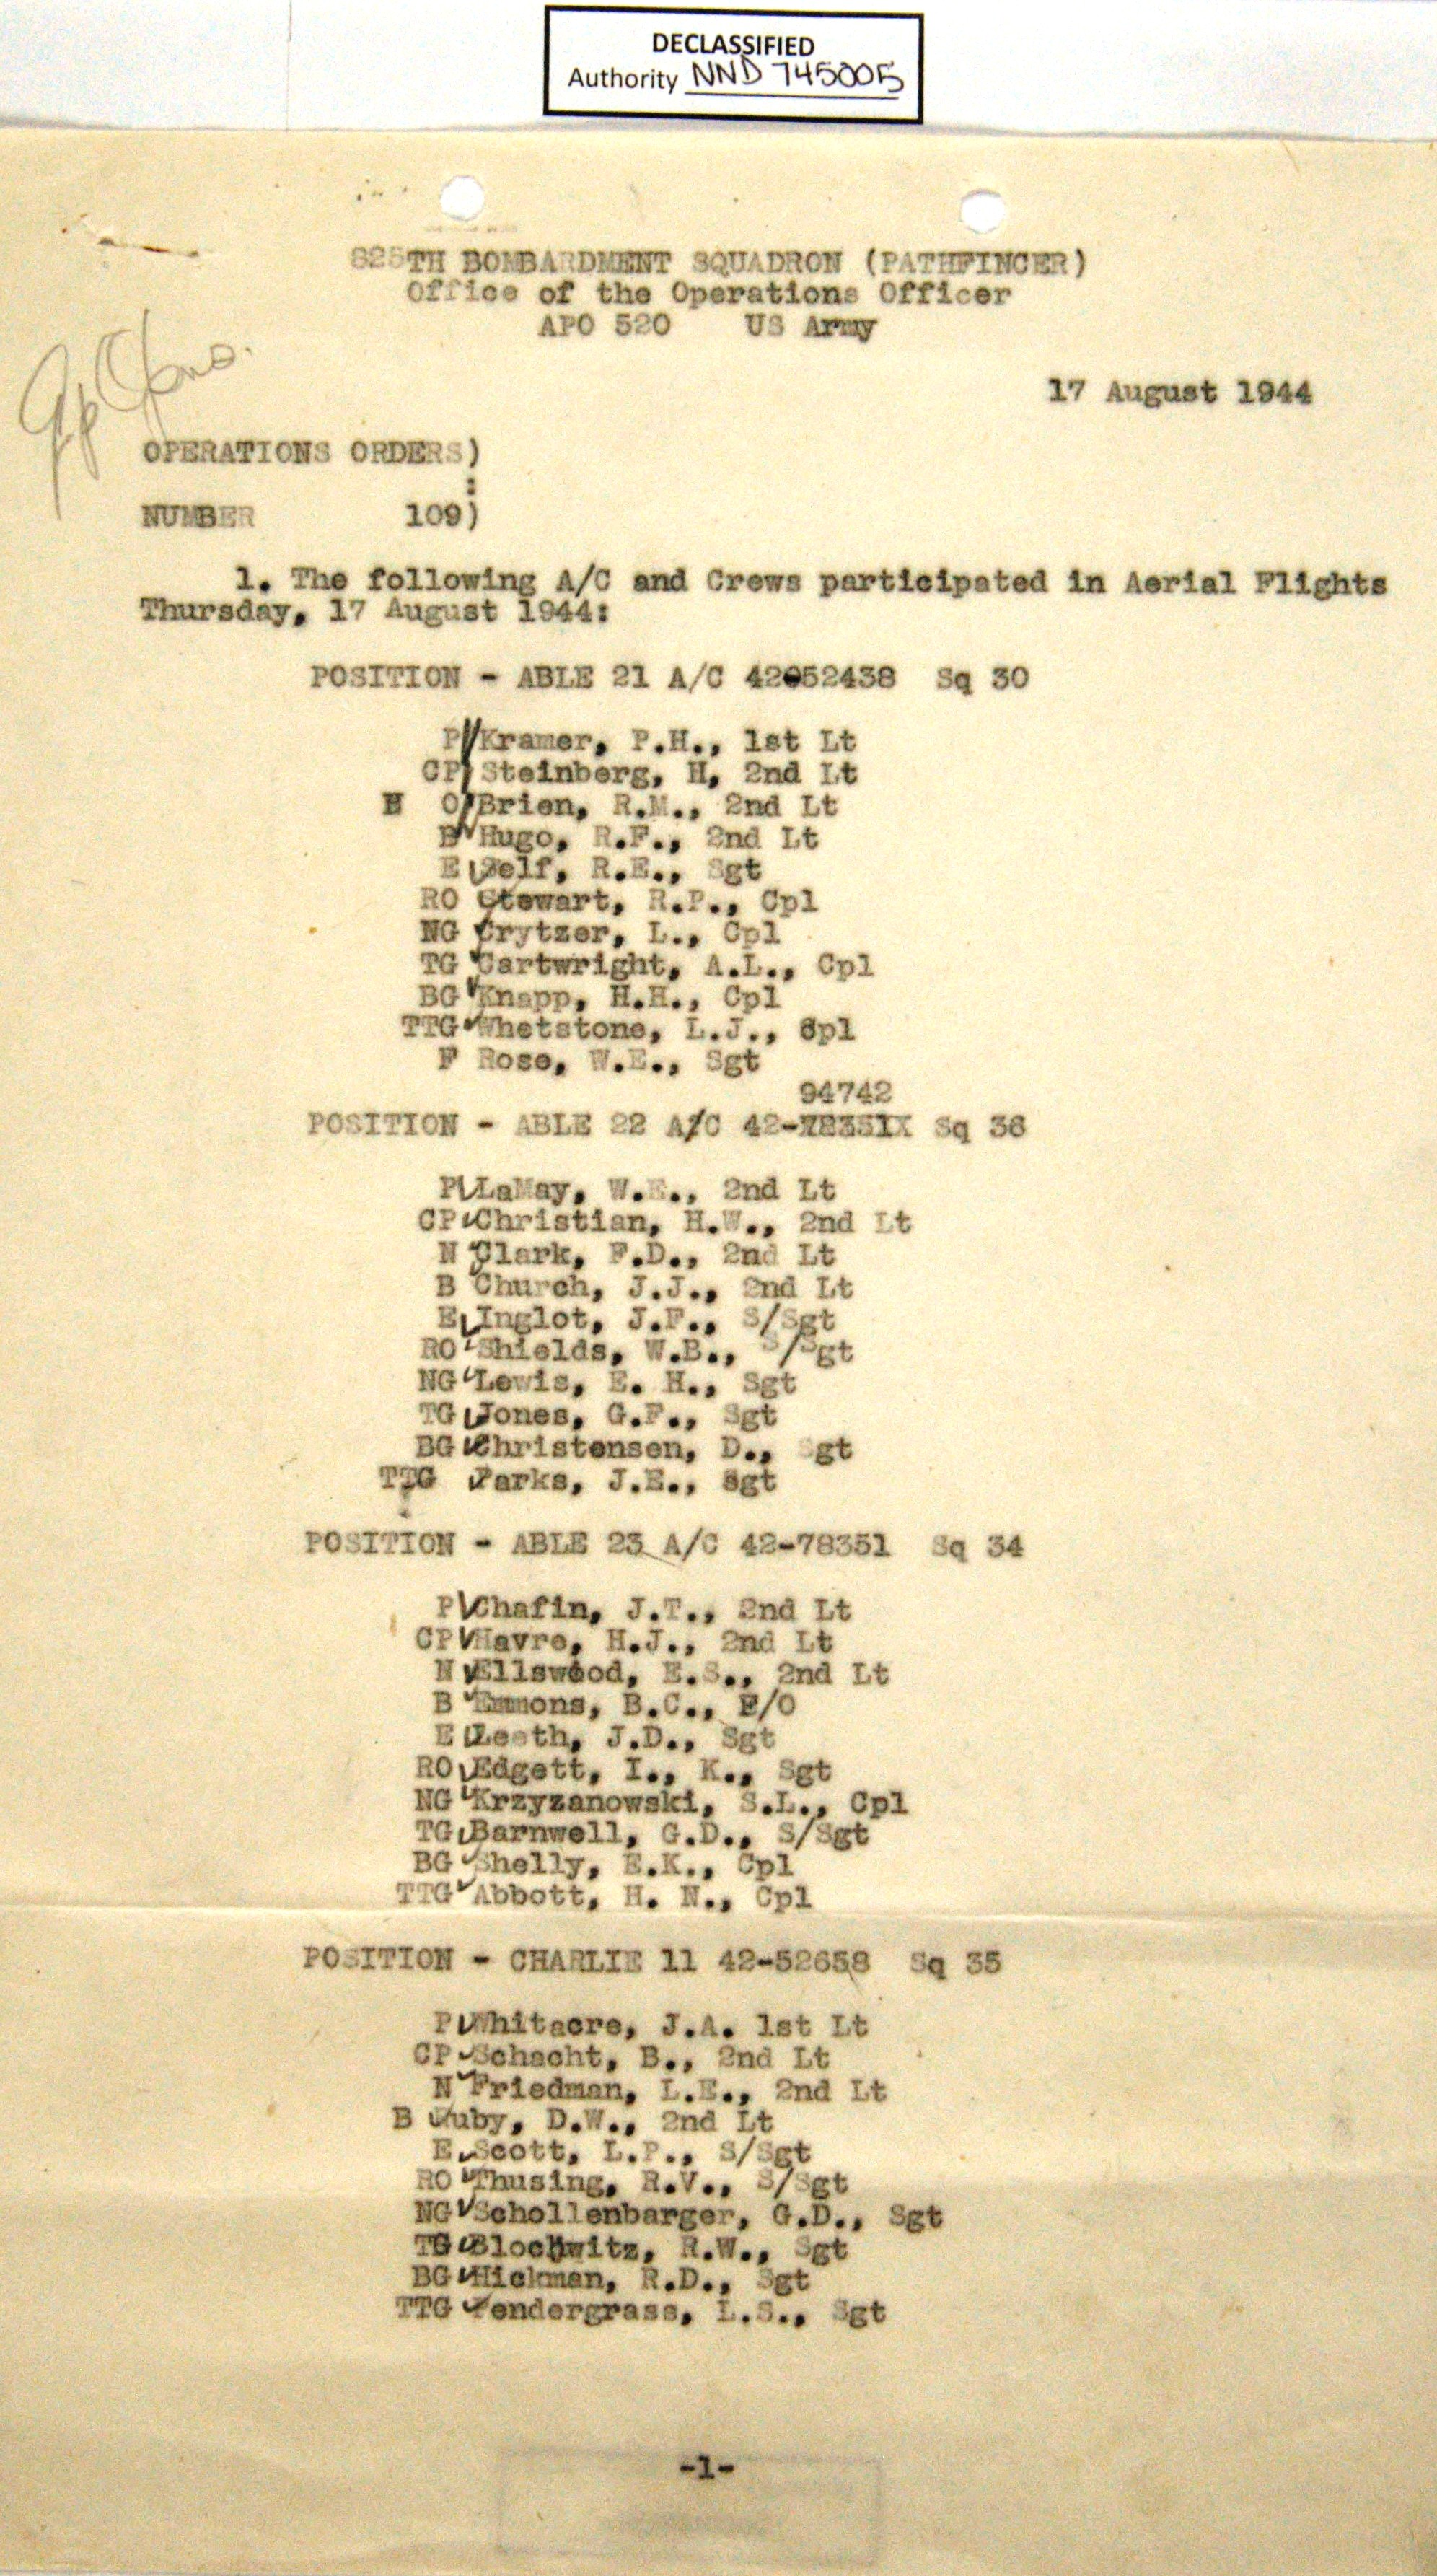 DECLASSIFIED
Authority NND 745005
825TH BOMBARDMENT SQUADRON (PATHFINCER)
Office of the Operations Officer
APO 520 US Army
17 August 1944
OPERATIONS ORDERS)
:
NUMBER 109)
1. The following A/C and Crews participated in Aerial Flights
Thursday, 17 August 1944:
POSITION - ABLE 21 A/C 42-52438 Sq 30
P Kramer, P.H., 1st Lt
CP Steinberg, H, 2nd Lt
N O'Brien, R.M., 2nd Lt
B Hugo, R.F., 2nd Lt
E Self, R.E., Sgt
RO Stewart, R.P., Cpl
NG Crytzer, L., Cpl
TG Cartwright, A.L., Cpl
BG Knapp, H.H., Cpl
TTG Whetstone, L.J., Cpl
F Rose, W.E., Sgt
94742
POSITION - ABLE 22 A/C 42- Sq 36
P LaMay, W.E., 2nd Lt
CP Christian, H.W., 2nd Lt
N Clark, F.D., 2nd Lt
B Church, J.J., 2nd Lt
E Inglot, J.F., S/Sgt
RO Shields, W.B., S/Sgt
NG Lewis, E. H., Sgt
TG Jones, G.F., Sgt
BG Christensen, D., Sgt
TTG Parks, J.E., Sgt
POSITION - ABLE 23 A/C 42-78351 Sq 34
P Chafin, J.T., 2nd Lt
CP Havre, H.J., 2nd Lt
N Ellswood, E.S., 2nd Lt
B Emmons, B.C., F/O
E Leeth, J.D., Sgt
RO Edgett, I., K., Sgt
NG Krzyzanowski, S.L., Cpl
TG Barnwell, G.D., S/Sgt
BG Shelly, E.K., Cpl
TTG Abbott, H. N., Cpl
POSITION - CHARLIE 11 42-52658 Sq 35
P Whitacre, J.A. 1st Lt
CP Schacht, B., 2nd Lt
N Friedman, L.E., 2nd Lt
B Juby, D.W., 2nd Lt
E Scott, L.P., S/Sgt
RO Thusing, R.V., S/Sgt
NG Schollenbarger, G.D., Sgt
TG Blochwitz, R.W., Sgt
BG Hickman, R.D., Sgt
TTG Pendergrass, L.S., Sgt
-1-